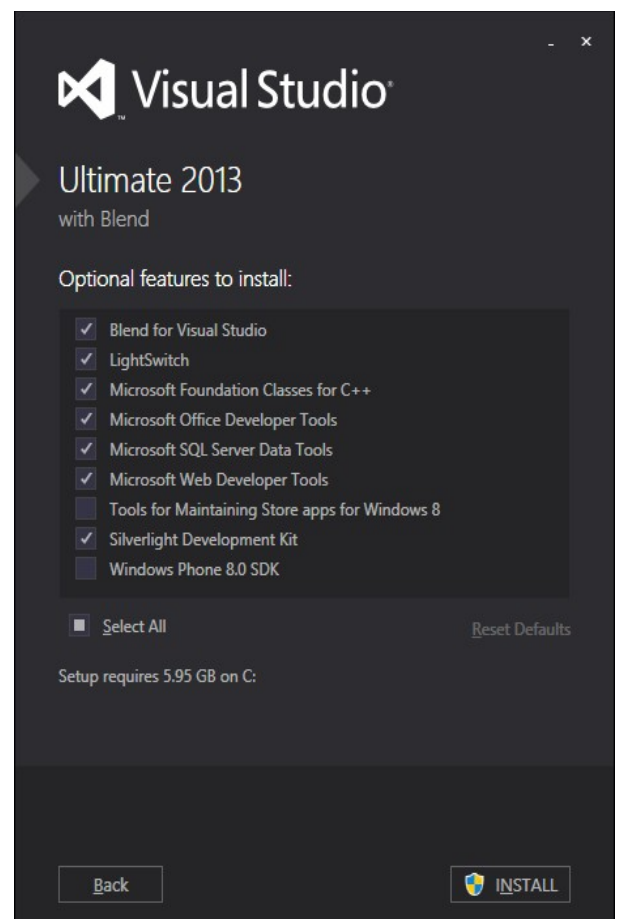 Visual Studio®
™
Ultimate 2013
with Blend
Optional features to install:
Blend for Visual Studio
LightSwitch
Microsoft Foundation Classes for C++
Microsoft Office Developer Tools
Microsoft SQL Server Data Tools
Microsoft Web Developer Tools
Tools for Maintaining Store apps for Windows 8
Silverlight Development Kit
Windows Phone 8.0 SDK
Select All
Reset Defaults
Setup requires 5.95 GB on C:
Back
INSTALL